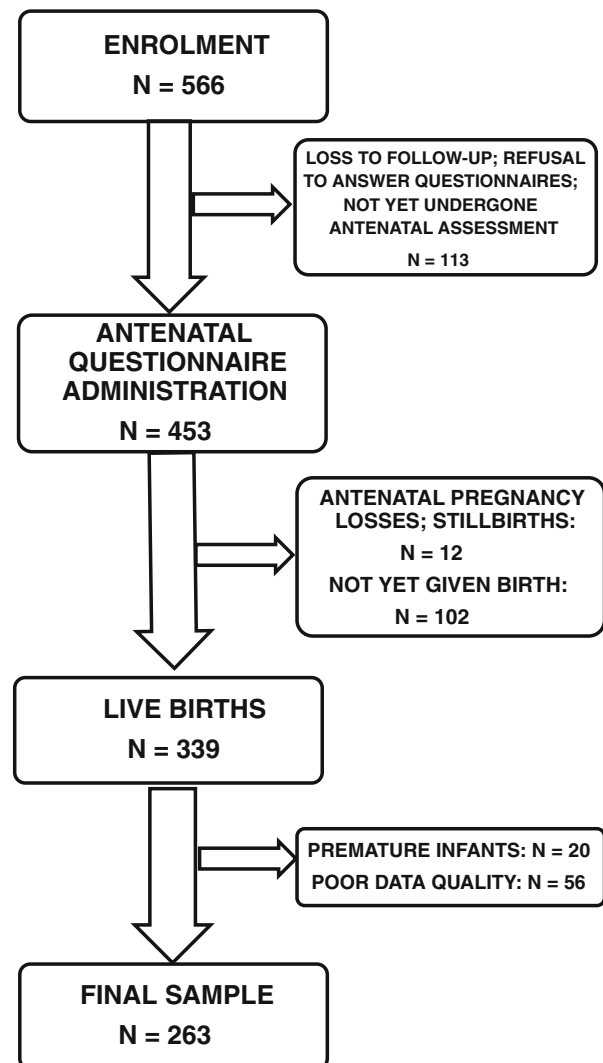 ENROLMENT
N = 566
LOSS TO FOLLOW-UP; REFUSAL
TO ANSWER QUESTIONNAIRES;
NOT YET UNDERGONE
ANTENATAL ASSESSMENT
N = 113
ANTENATAL
QUESTIONNAIRE
ADMINISTRATION
N = 453
ANTENATAL PREGNANCY
LOSSES; STILLBIRTHS:
N = 12
NOT YET GIVEN BIRTH:
N = 102
LIVE BIRTHS
N = 339
PREMATURE INFANTS: N = 20
POOR DATA QUALITY: N = 56
FINAL SAMPLE
N = 263